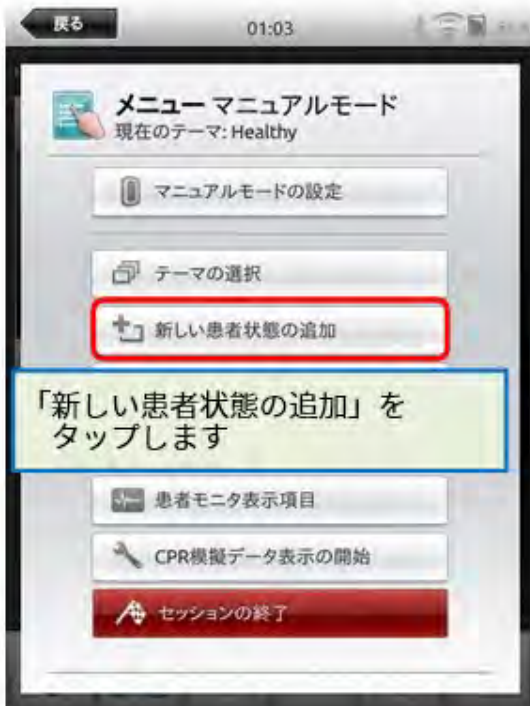 戻る
01:03
メニュー マニュアルモード
現在のテーマ: Healthy
マニュアルモードの設定
テーマの選択
新しい患者状態の追加
「新しい患者状態の追加」を
タップします
患者モニタ表示項目
CPR模擬データ表示の開始
セッションの終了